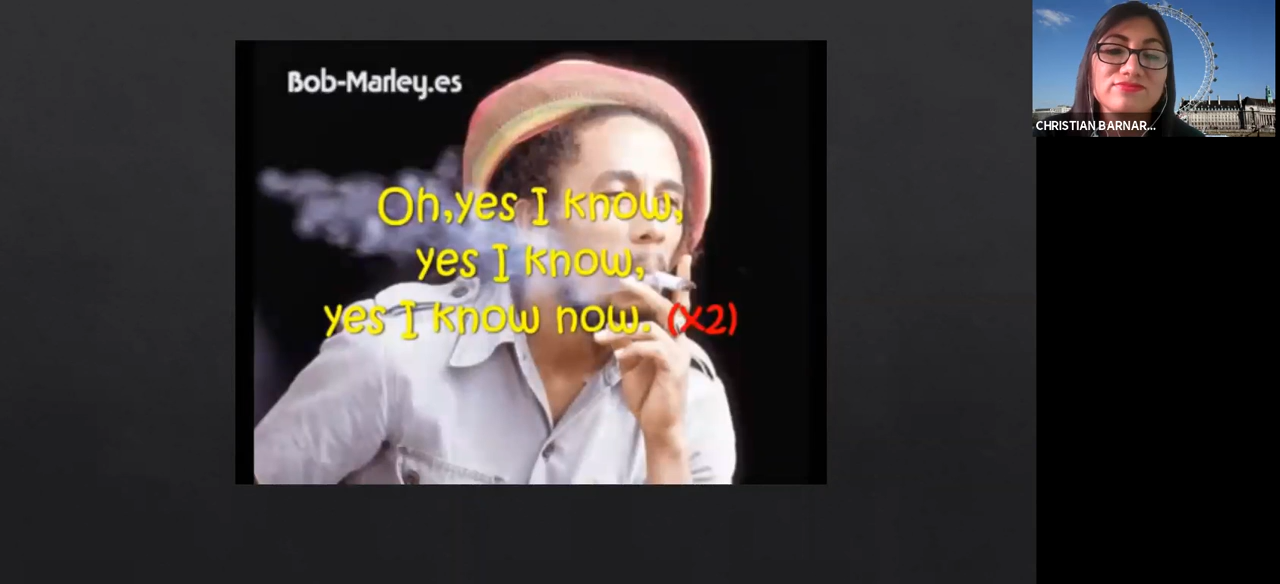 Bob-Marley.es
Oh,yes I know,
yes I know,
yes I know now. (x2)
CHRISTIAN BARNAR...